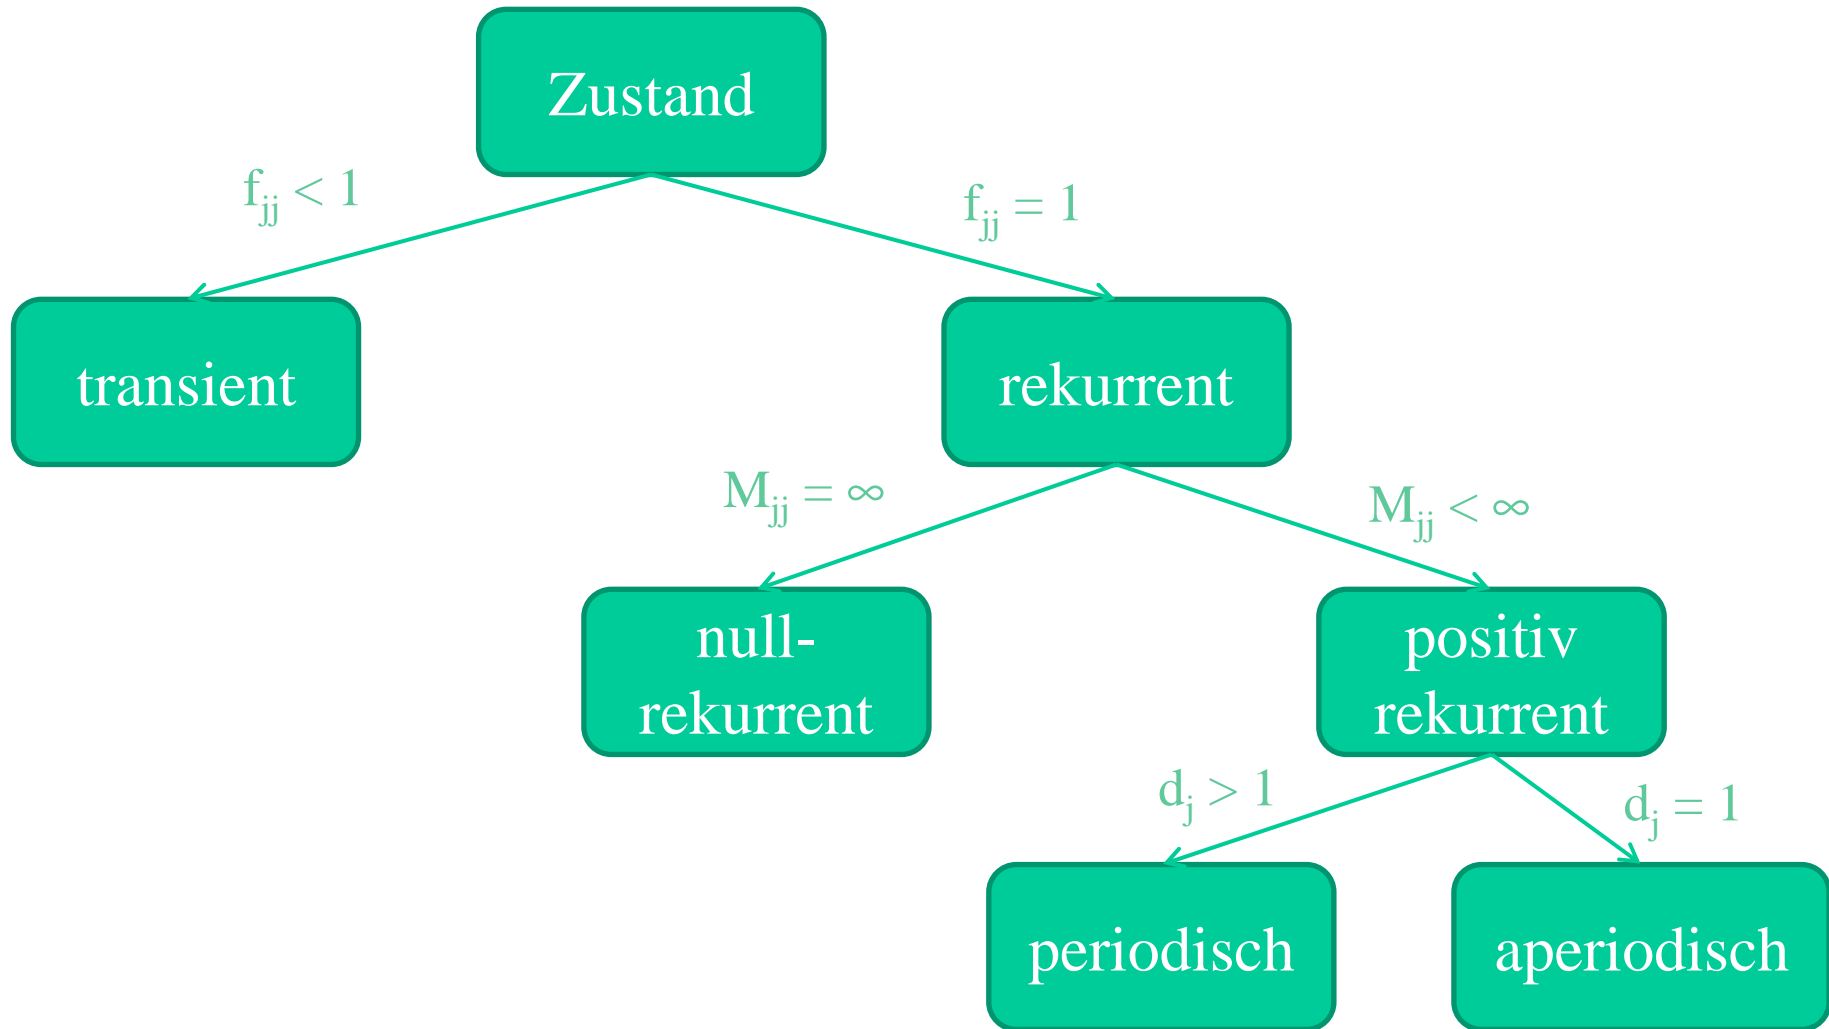 Zustand
f_jj < 1
f_jj = 1
transient
rekurrent
M_jj = ∞
M_jj < ∞
null-
rekurrent
positiv
rekurrent
d_j > 1
d_j = 1
periodisch
aperiodisch